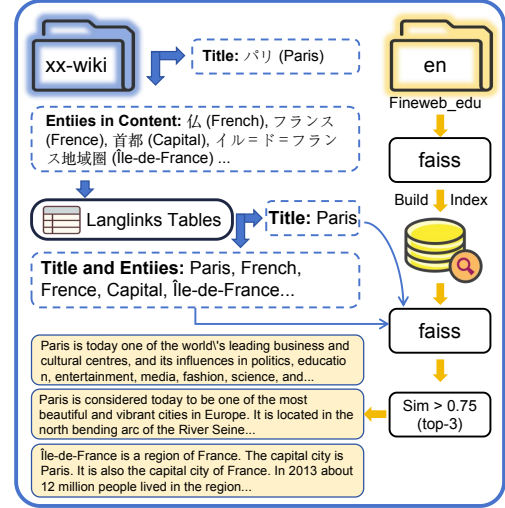 xx-wiki
Title: パリ (Paris)
en
Fineweb_edu
Entiies in Content: 仏 (French), フランス
(Frence), 首都 (Capital), イル＝ド＝フラン
ス地域圏 (Île-de-France) ...
faiss
Build Index
Langlinks Tables
Title: Paris
Title and Entiies: Paris, French,
Frence, Capital, Île-de-France...
faiss
Paris is today one of the world\'s leading business and
cultural centres, and its influences in politics, educatio
n, entertainment, media, fashion, science, and...
Sim > 0.75
(top-3)
Paris is considered today to be one of the most
beautiful and vibrant cities in Europe. It is located in the
north bending arc of the River Seine...
Île-de-France is a region of France. The capital city is
Paris. It is also the capital city of France. In 2013 about
12 million people lived in the region...